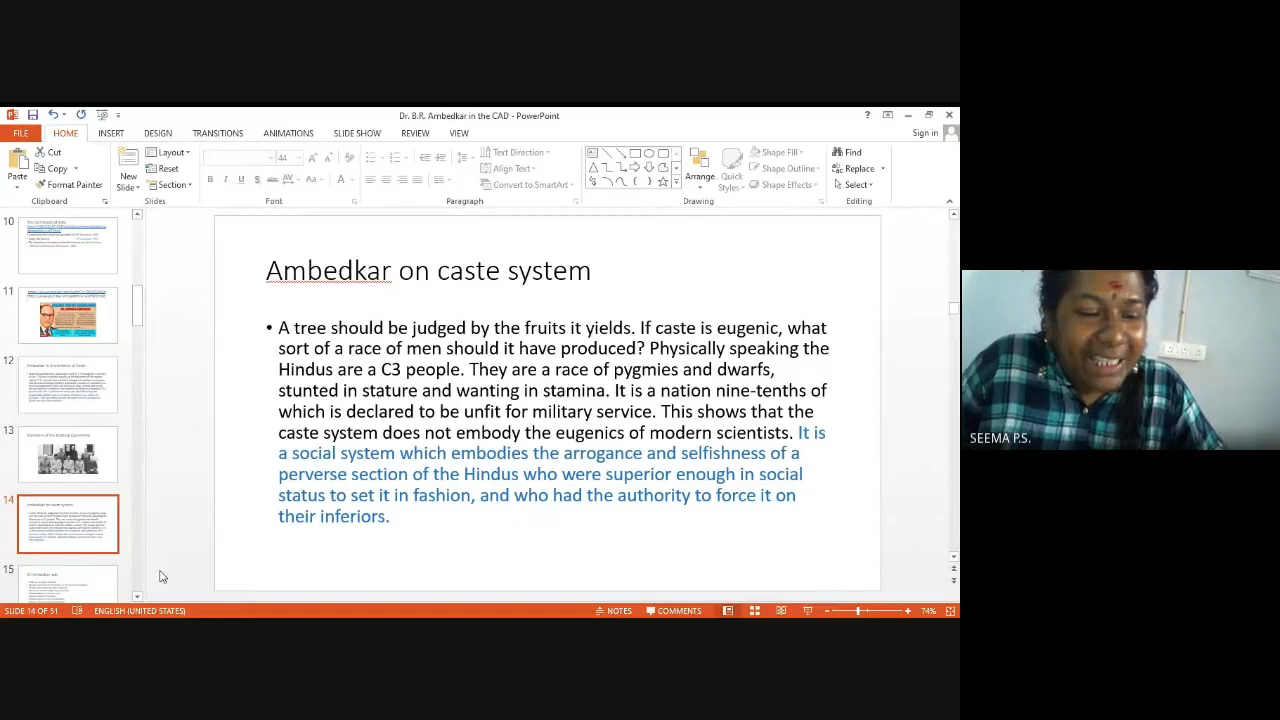 Dr. B.R. Ambedkar in the CAD - PowerPoint
FILE HOME INSERT DESIGN TRANSITIONS ANIMATIONS SLIDE SHOW REVIEW VIEW Sign in
Cut
Copy
Format Painter
Paste
Clipboard
New Slide
Layout
Reset
Section
Slides
44
Font
Text Direction
Align Text
Convert to SmartArt
Paragraph
Arrange
Quick Styles
Shape Fill
Shape Outline
Shape Effects
Drawing
Find
Replace
Select
Editing
10
11
12
13
14
15
Ambedkar on caste system
• A tree should be judged by the fruits it yields. If caste is eugenic, what
sort of a race of men should it have produced? Physically speaking the
Hindus are a C3 people. They are a race of pygmies and dwarfs,
stunted in stature and wanting in stamina. It is a nation nine-tenths of
which is declared to be unfit for military service. This shows that the
caste system does not embody the eugenics of modern scientists. It is
a social system which embodies the arrogance and selfishness of a
perverse section of the Hindus who were superior enough in social
status to set it in fashion, and who had the authority to force it on
their inferiors.
SLIDE 14 OF 51 ENGLISH (UNITED STATES) NOTES COMMENTS 74%
SEEMA P.S.